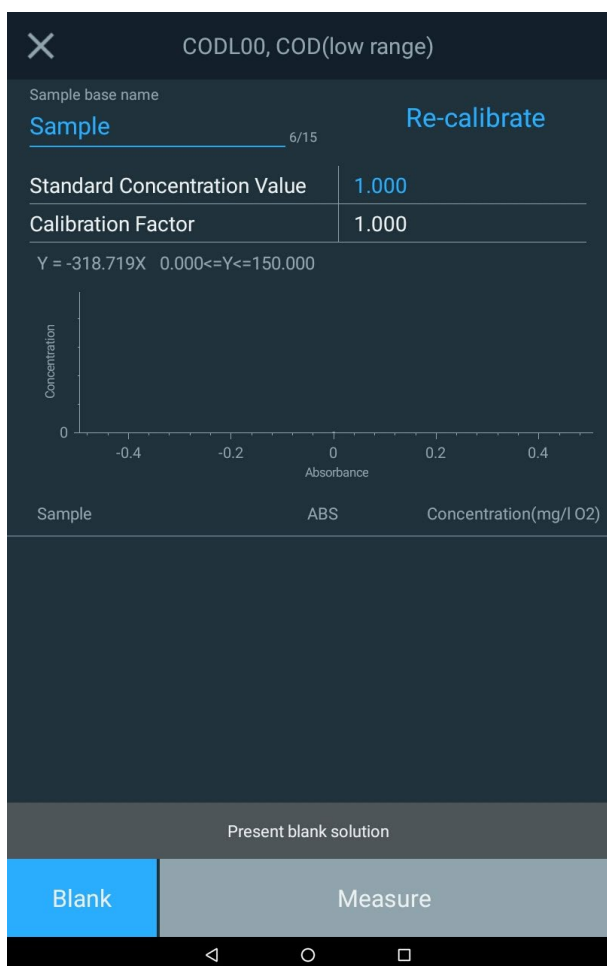 CODL00, COD(low range)
Sample base name
Sample
6/15
Re-calibrate
Standard Concentration Value 1.000
Calibration Factor 1.000
Y = -318.719X 0.000<=Y<=150.000
Concentration
0
-0.4 -0.2 0 0.2 0.4
Absorbance
Sample ABS Concentration(mg/l O2)
Present blank solution
Blank Measure